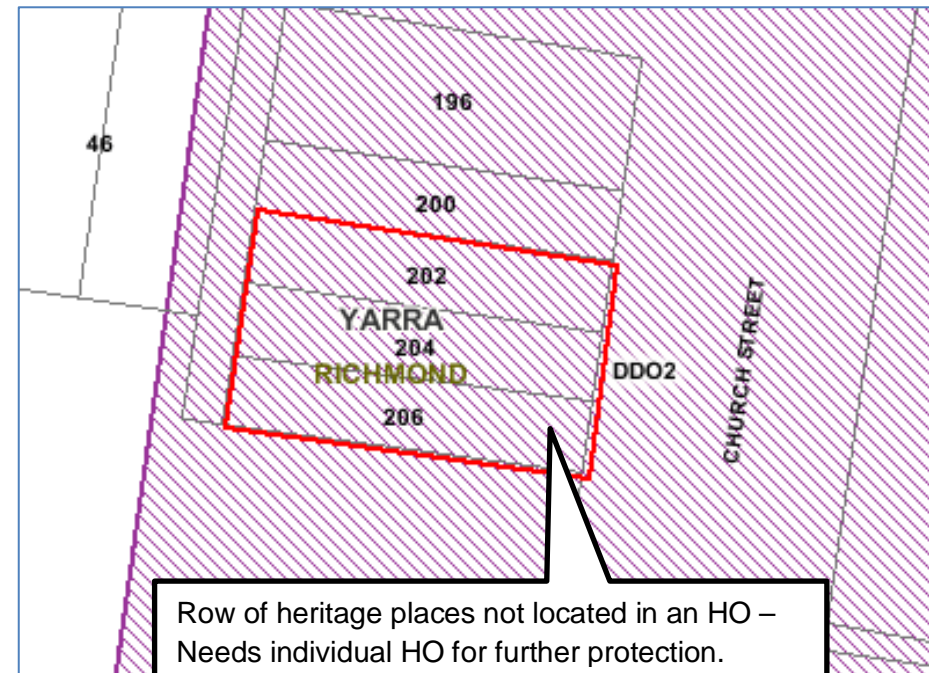 196
46
200
202
YARRA
204
RICHMOND
DDO2
206
CHURCH STREET
Row of heritage places not located in an HO –
Needs individual HO for further protection.